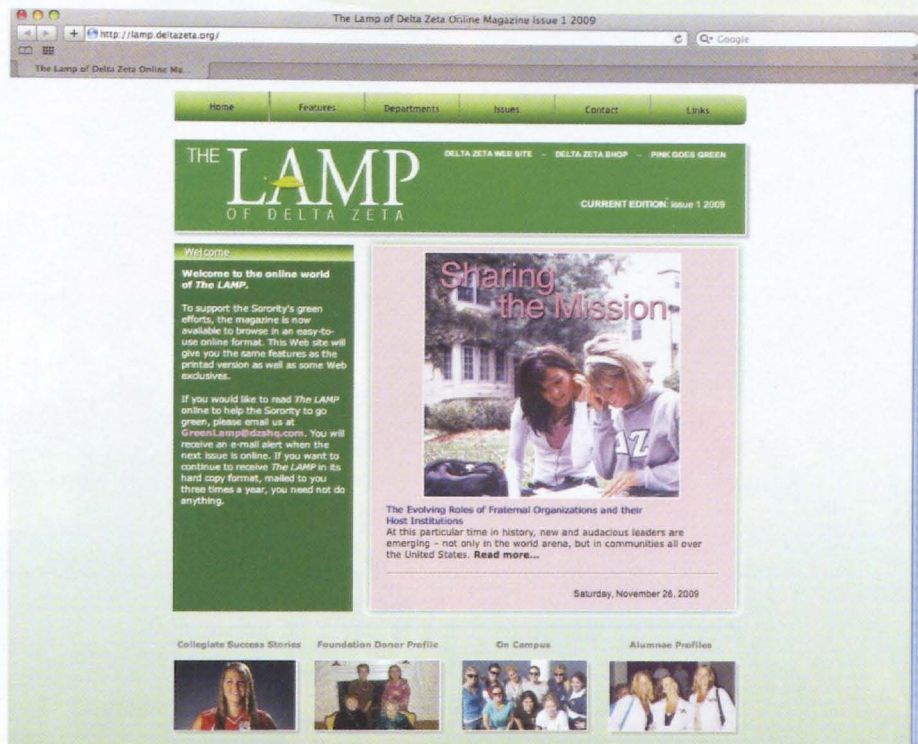 The Lamp of Delta Zeta Online Magazine Issue 1 2009
http://lamp.deltazeta.org/
Google
The Lamp of Delta Zeta Online Ma...
Home Features Departments Issues Contact Links
THE LAMP
OF DELTA ZETA
DELTA ZETA WEB SITE – DELTA ZETA SHOP – PINK GOES GREEN
CURRENT EDITION: Issue 1 2009
Welcome
Welcome to the online world
of The LAMP.
To support the Sorority's green
efforts, the magazine is now
available to browse in an easy-to-
use online format. This Web site will
give you the same features as the
printed version as well as some Web
exclusives.
If you would like to read The LAMP
online to help the Sorority to go
green, please email us at
GreenLamp@dzshq.com. You will
receive an e-mail alert when the
next issue is online. If you want to
continue to receive The LAMP in its
hard copy format, mailed to you
three times a year, you need not do
anything.
Sharing
the Mission
ΔZ
The Evolving Roles of Fraternal Organizations and their
Host Institutions
At this particular time in history, new and audacious leaders are
emerging – not only in the world arena, but in communities all over
the United States. Read more...
Saturday, November 28, 2009
Collegiate Success Stories Foundation Donor Profile On Campus Alumnae Profiles